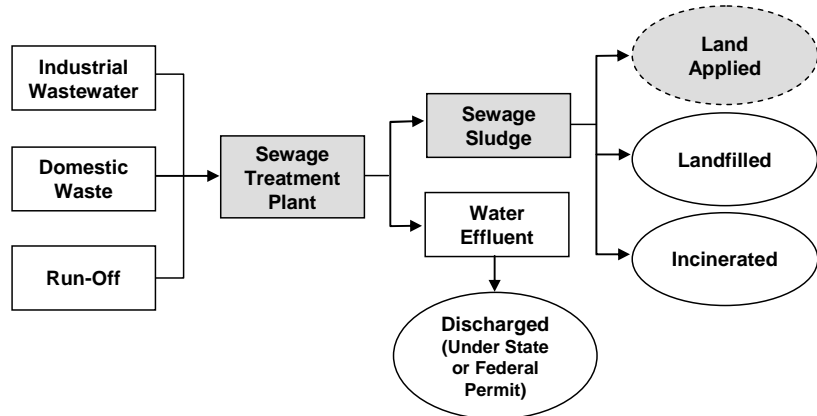 Industrial
Wastewater
Domestic
Waste
Run-Off
Sewage
Treatment
Plant
Sewage
Sludge
Water
Effluent
Discharged
(Under State
or Federal
Permit)
Land
Applied
Landfilled
Incinerated